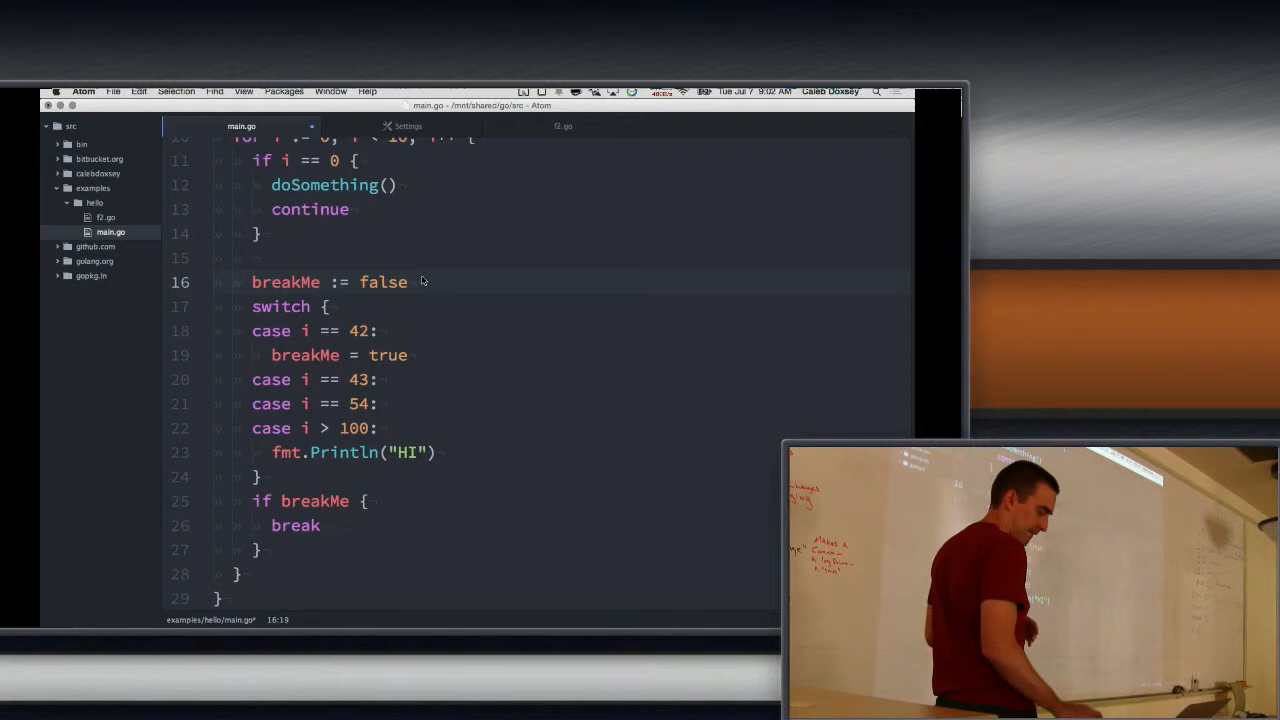 Atom File Edit Selection Find View Packages Window Help
Tue Jul 7 9:02 AM Caleb Doxsey
main.go - /mnt/shared/go/src - Atom
src
main.go
Settings
f2.go
bin
bitbucket.org
calebdoxsey
examples
hello
f2.go
main.go
github.com
golang.org
gopkg.in
11 if i == 0 {
12 doSomething()
13 continue
14 }
15
16 breakMe := false
17 switch {
18 case i == 42:
19 breakMe = true
20 case i == 43:
21 case i == 54:
22 case i > 100:
23 fmt.Println("HI")
24 }
25 if breakMe {
26 break
27 }
28 }
29 }
examples/hello/main.go* 16:19
MAKES A